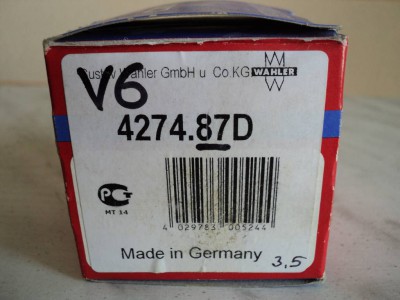 Gustav Wahler GmbH u Co.KG
WAHLER
V6
4274.87D
PG
MT 14
4 029783 005244
Made in Germany
3,5